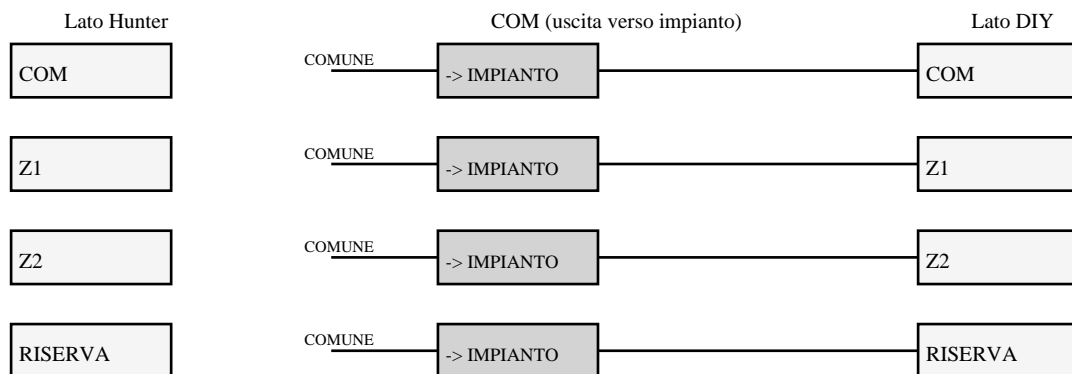 Lato Hunter COM (uscita verso impianto) Lato DIY
COM COMUNE -> IMPIANTO COM
Z1 COMUNE -> IMPIANTO Z1
Z2 COMUNE -> IMPIANTO Z2
RISERVA COMUNE -> IMPIANTO RISERVA